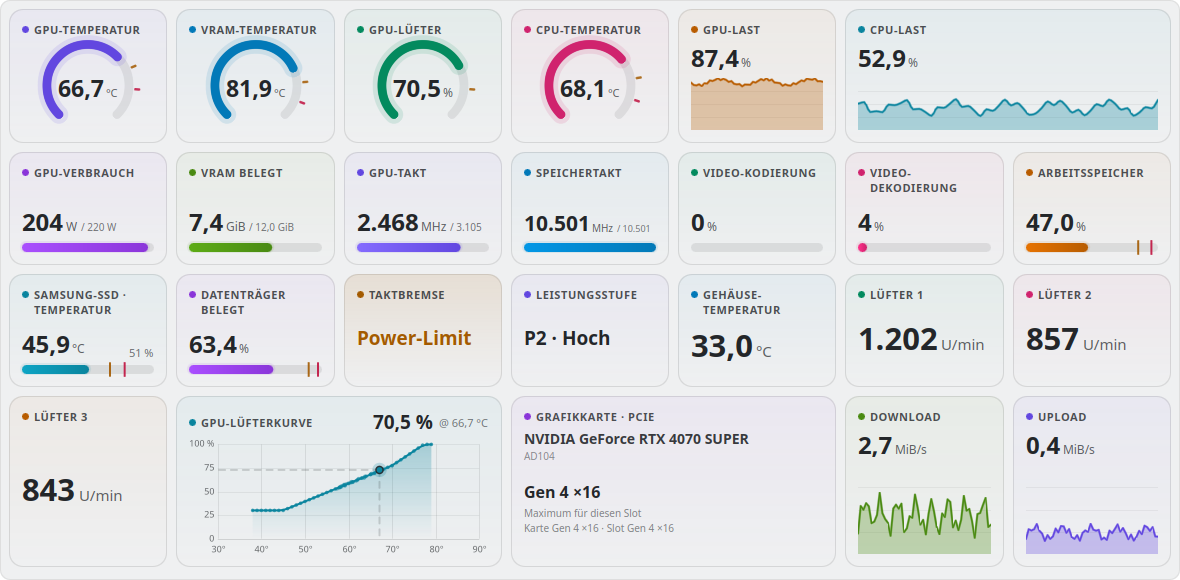 GPU-TEMPERATUR
66,7 °C
VRAM-TEMPERATUR
81,9 °C
GPU-LÜFTER
70,5 %
CPU-TEMPERATUR
68,1 °C
GPU-LAST
87,4 %
CPU-LAST
52,9 %
GPU-VERBRAUCH
204 W / 220 W
VRAM BELEGT
7,4 GiB / 12,0 GiB
GPU-TAKT
2.468 MHz / 3.105
SPEICHERTAKT
10.501 MHz / 10.501
VIDEO-KODIERUNG
0 %
VIDEO-
DEKODIERUNG
4 %
ARBEITSSPEICHER
47,0 %
SAMSUNG-SSD ·
TEMPERATUR
45,9 °C
51 %
DATENTRÄGER
BELEGT
63,4 %
TAKTBREMSE
Power-Limit
LEISTUNGSSTUFE
P2 · Hoch
GEHÄUSE-
TEMPERATUR
33,0 °C
LÜFTER 1
1.202 U/min
LÜFTER 2
857 U/min
LÜFTER 3
843 U/min
GPU-LÜFTERKURVE
70,5 % @ 66,7 °C
100 %
75
50
25
0
30° 40° 50° 60° 70° 80° 90°
GRAFIKKARTE · PCIE
NVIDIA GeForce RTX 4070 SUPER
AD104
Gen 4 ×16
Maximum für diesen Slot
Karte Gen 4 ×16 · Slot Gen 4 ×16
DOWNLOAD
2,7 MiB/s
UPLOAD
0,4 MiB/s